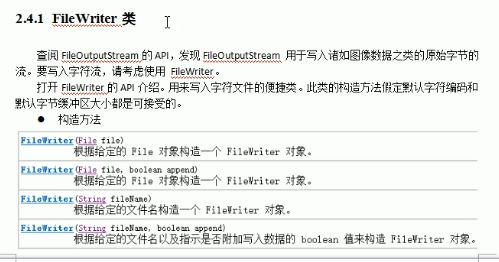 2.4.1 FileWriter 类
查阅 FileOutputStream 的 API，发现 FileOutputStream 用于写入诸如图像数据之类的原始字节的
流。要写入字符流，请考虑使用 FileWriter。
打开 FileWriter 的 API 介绍。用来写入字符文件的便捷类。此类的构造方法假定默认字符编码和
默认字节缓冲区大小都是可接受的。
● 构造方法
FileWriter(File file)
根据给定的 File 对象构造一个 FileWriter 对象。
FileWriter(File file, boolean append)
根据给定的 File 对象构造一个 FileWriter 对象。
FileWriter(String fileName)
根据给定的文件名构造一个 FileWriter 对象。
FileWriter(String fileName, boolean append)
根据给定的文件名以及指示是否附加写入数据的 boolean 值来构造 FileWriter 对象。